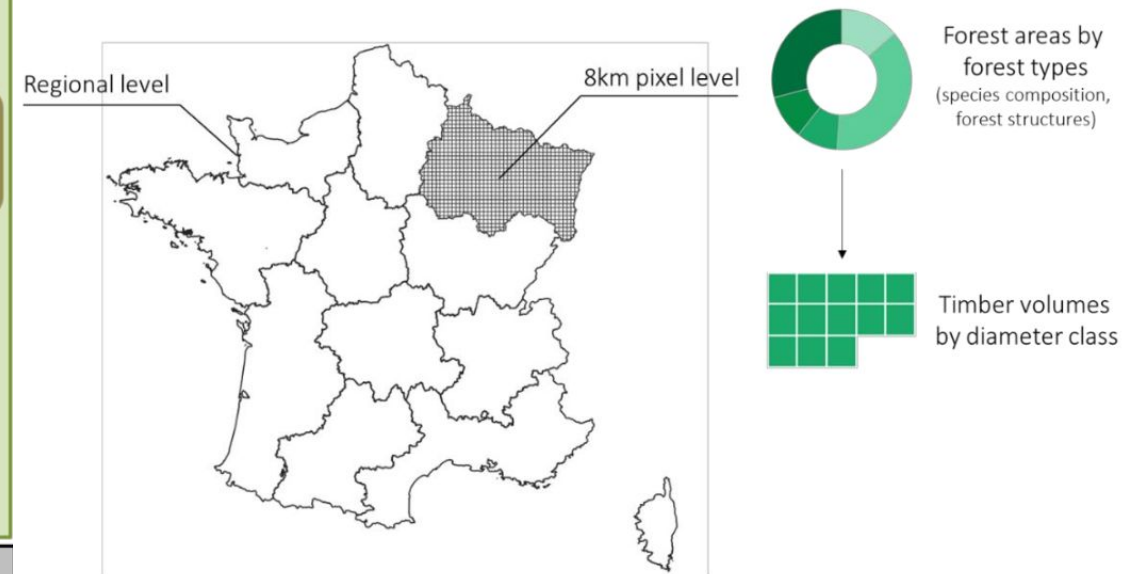 Regional level
8km pixel level
Forest areas by
forest types
(species composition,
forest structures)
Timber volumes
by diameter class